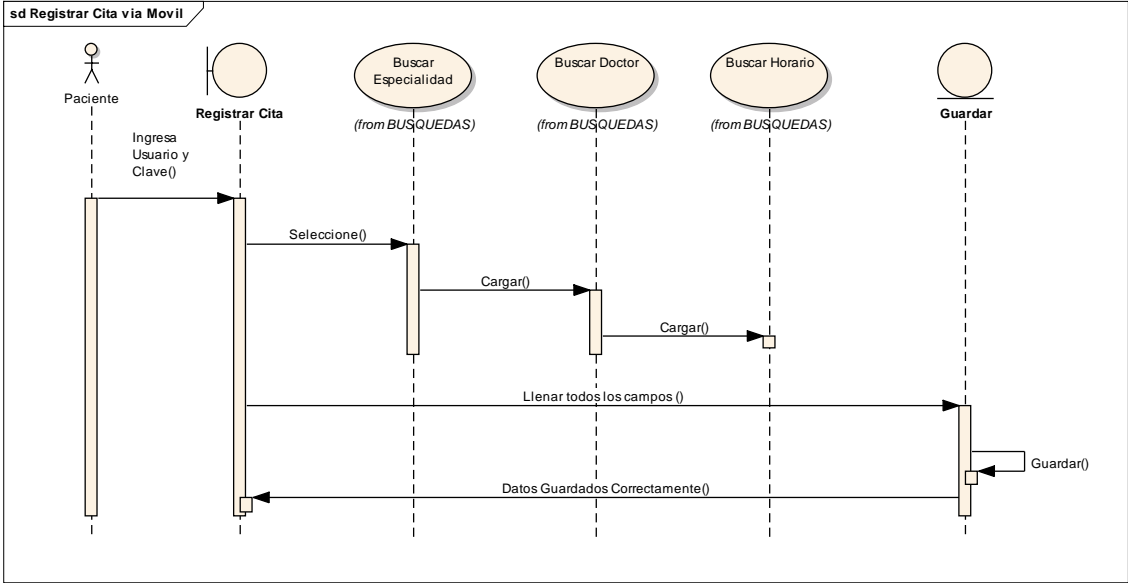 sd Registrar Cita via Movil
Paciente
Registrar Cita
Buscar
Especialidad
(from BUSQUEDAS)
Buscar Doctor
(from BUSQUEDAS)
Buscar Horario
(from BUSQUEDAS)
Guardar
Ingresa
Usuario y
Clave()
Seleccione()
Cargar()
Cargar()
Llenar todos los campos ()
Guardar()
Datos Guardados Correctamente()